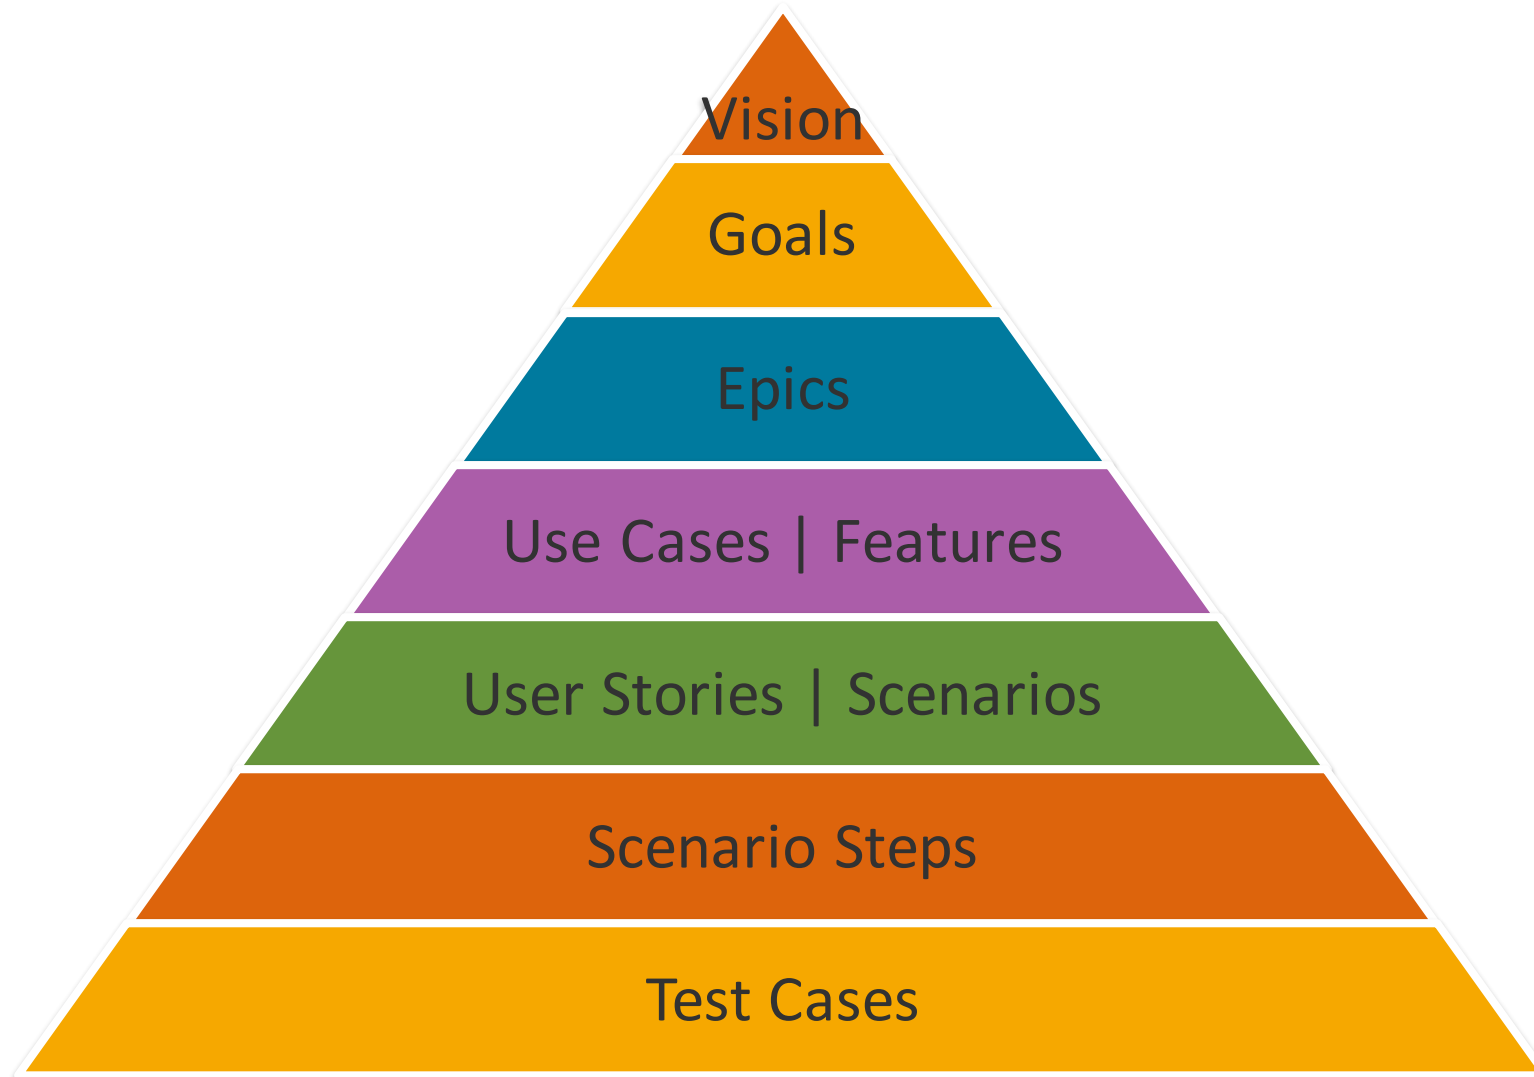 Vision
Goals
Epics
Use Cases | Features
User Stories | Scenarios
Scenario Steps
Test Cases